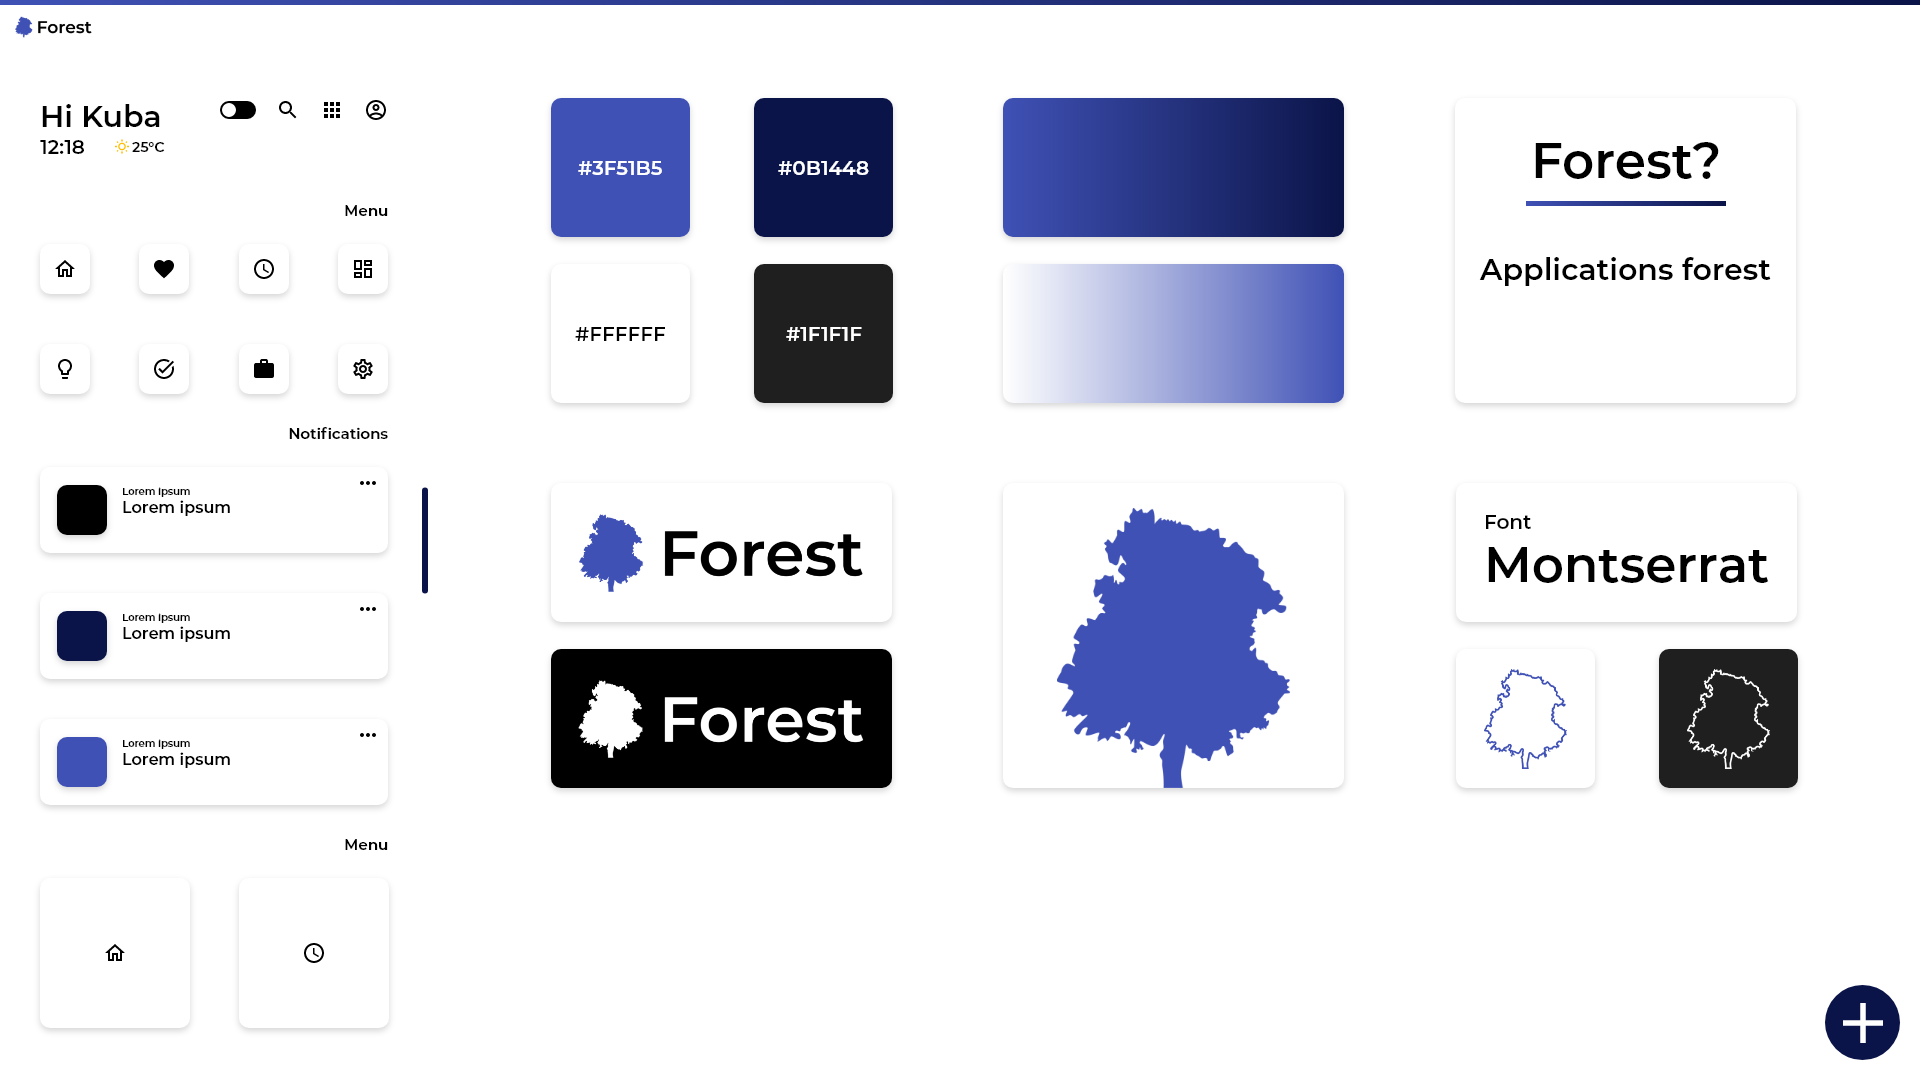 Forest
Hi Kuba
12:18
25°C
Menu
Notifications
Lorem ipsum
Lorem ipsum
Lorem ipsum
Lorem ipsum
Lorem ipsum
Lorem ipsum
Menu
#3F51B5
#0B1448
#FFFFFF
#1F1F1F
Forest?
Applications forest
Forest
Forest
Font
Montserrat